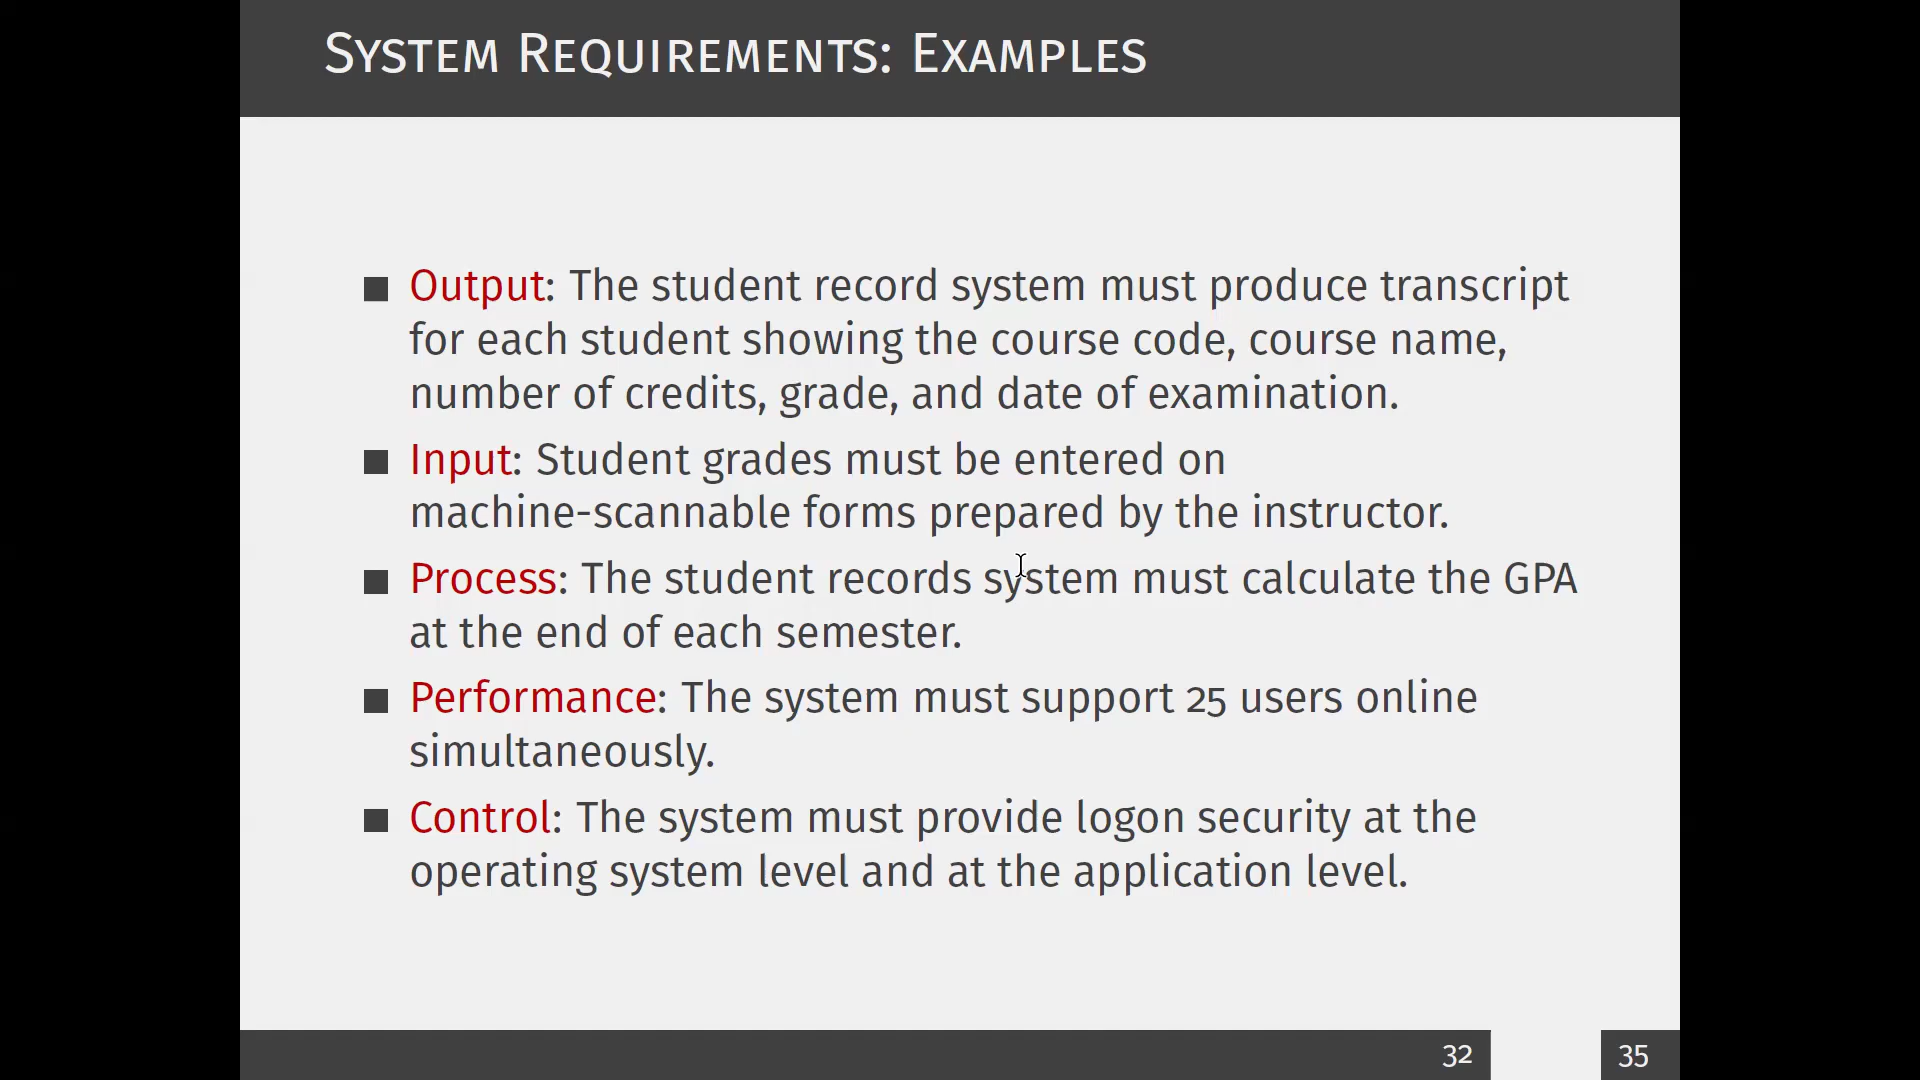 System Requirements: Examples
Output: The student record system must produce transcript
for each student showing the course code, course name,
number of credits, grade, and date of examination.
Input: Student grades must be entered on
machine-scannable forms prepared by the instructor.
Process: The student records system must calculate the GPA
at the end of each semester.
Performance: The system must support 25 users online
simultaneously.
Control: The system must provide logon security at the
operating system level and at the application level.
32 35